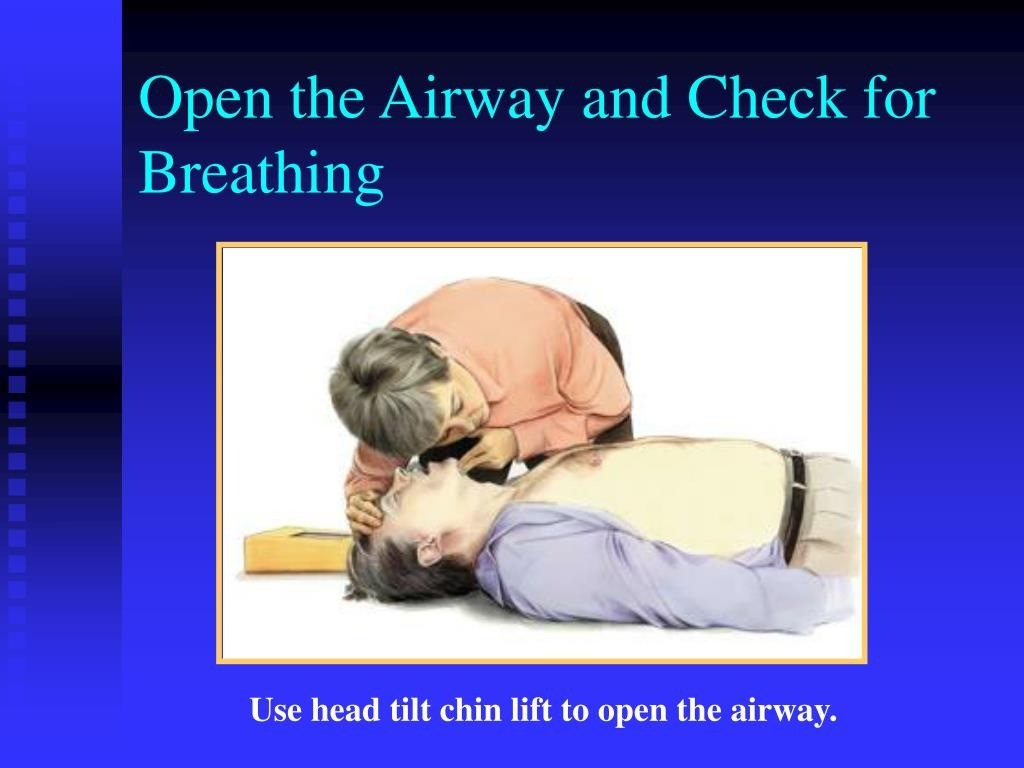 Open the Airway and Check for
Breathing
Use head tilt chin lift to open the airway.